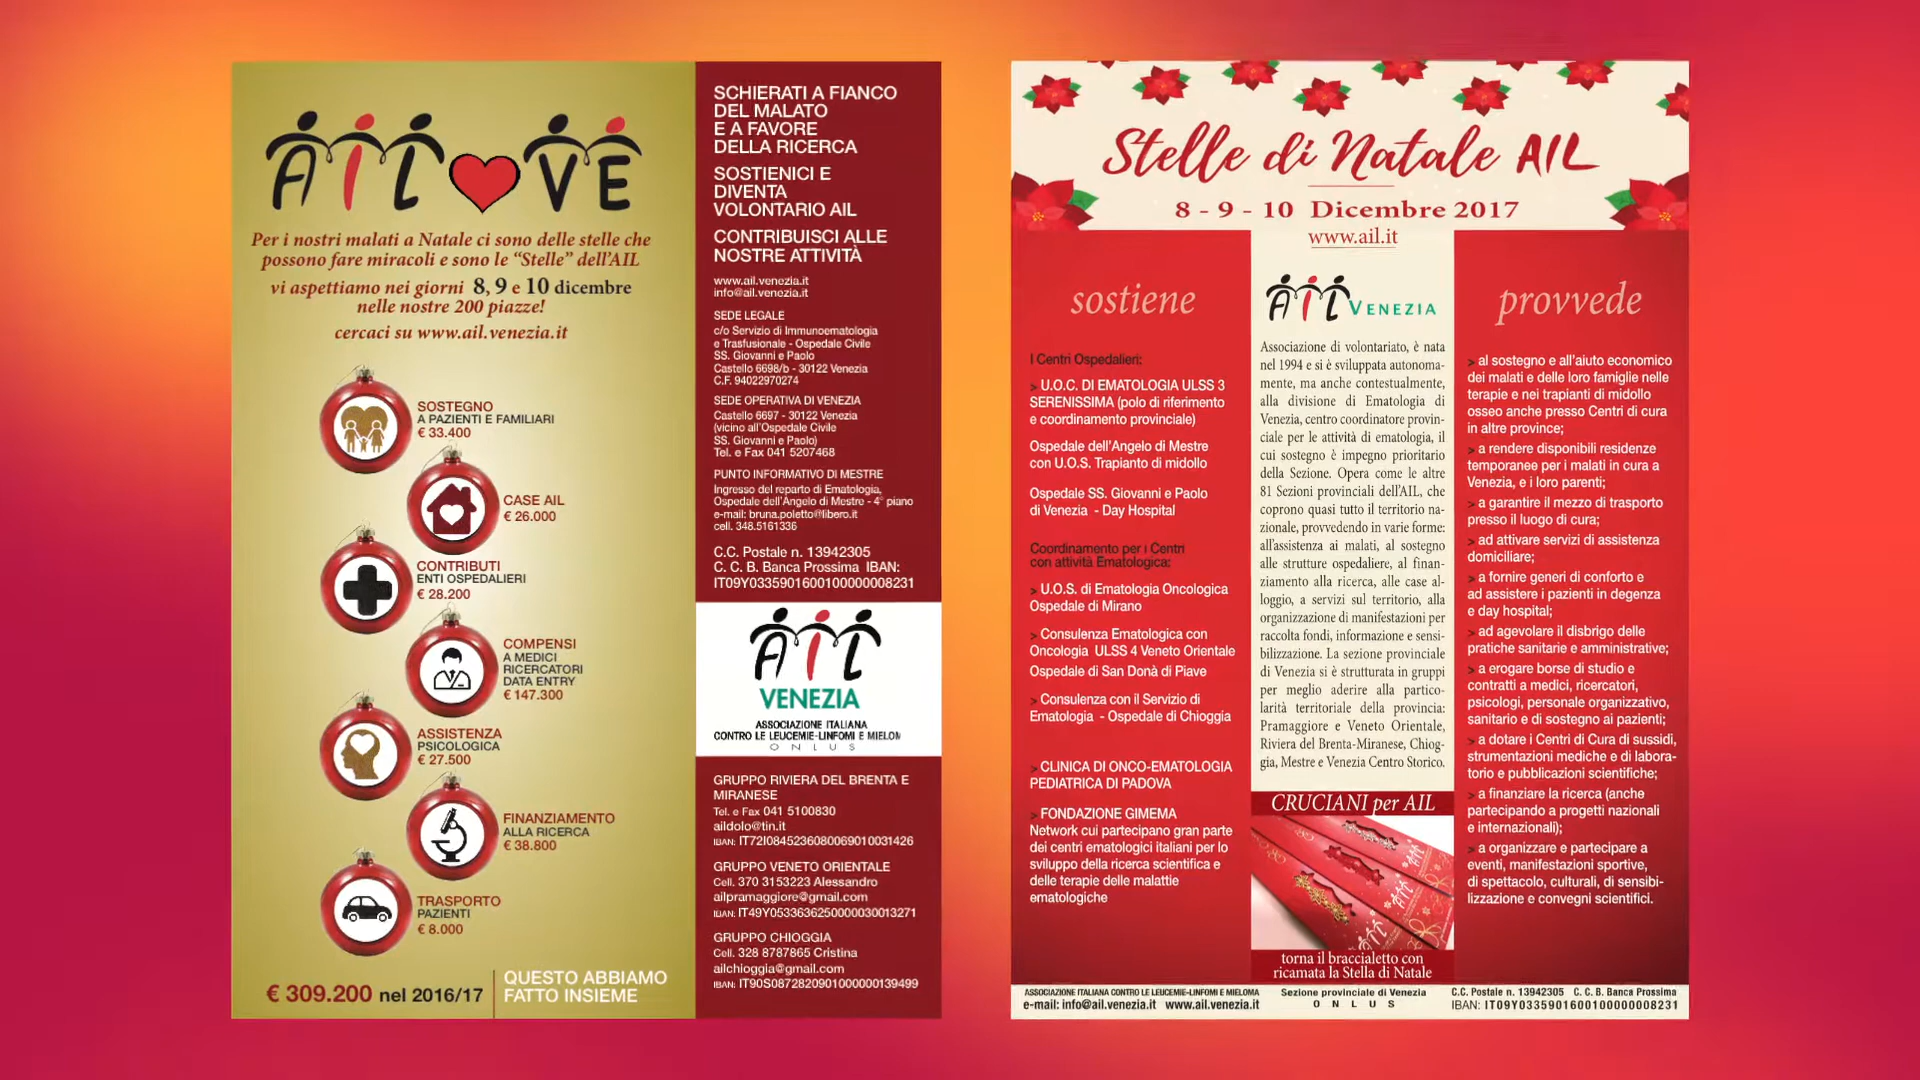 AIL VE
Per i nostri malati a Natale ci sono delle stelle che
possono fare miracoli e sono le “Stelle” dell’AIL
vi aspettiamo nei giorni 8, 9 e 10 dicembre
nelle nostre 200 piazze!
cercaci su www.ail.venezia.it
SOSTEGNO
A PAZIENTI E FAMILIARI
€ 33.400
CASE AIL
€ 26.000
CONTRIBUTI
ENTI OSPEDALIERI
€ 28.200
COMPENSI
A MEDICI
RICERCATORI
DATA ENTRY
€ 147.300
ASSISTENZA
PSICOLOGICA
€ 27.500
FINANZIAMENTO
ALLA RICERCA
€ 38.800
TRASPORTO
PAZIENTI
€ 8.000
€ 309.200 nel 2016/17
QUESTO ABBIAMO
FATTO INSIEME
SCHIERATI A FIANCO
DEL MALATO
E A FAVORE
DELLA RICERCA
SOSTIENICI E
DIVENTA
VOLONTARIO AIL
CONTRIBUISCI ALLE
NOSTRE ATTIVITÀ
www.ail.venezia.it
info@ail.venezia.it
SEDE LEGALE
c/o Servizio di Immunoematologia
e Trasfusionale - Ospedale Civile
SS. Giovanni e Paolo
Castello 6698/b - 30122 Venezia
C.F. 94022970274
SEDE OPERATIVA DI VENEZIA
Castello 6697 - 30122 Venezia
(vicino all'Ospedale Civile
SS. Giovanni e Paolo)
Tel. e Fax 041 5207468
PUNTO INFORMATIVO DI MESTRE
Ingresso del reparto di Ematologia,
Ospedale dell'Angelo di Mestre - 4° piano
e-mail: bruna.poletto@libero.it
cell. 348.5161336
C.C. Postale n. 13942305
C. C. B. Banca Prossima IBAN:
IT09Y0335901600100000008231
AIL
VENEZIA
ASSOCIAZIONE ITALIANA
CONTRO LE LEUCEMIE-LINFOMI E MIELOM
ONLUS
GRUPPO RIVIERA DEL BRENTA E
MIRANESE
Tel. e Fax 041 5100830
aildolo@tin.it
IBAN: IT72I0845236080069010031426
GRUPPO VENETO ORIENTALE
Cell. 370 3153223 Alessandro
ailpramaggiore@gmail.com
IBAN: IT49Y0533636250000030013271
GRUPPO CHIOGGIA
Cell. 328 8787865 Cristina
ailchioggia@gmail.com
IBAN: IT90S0872820901000000139499
Stelle di Natale AIL
8 - 9 - 10 Dicembre 2017
www.ail.it
sostiene
I Centri Ospedalieri:
> U.O.C. DI EMATOLOGIA ULSS 3
SERENISSIMA (polo di riferimento
e coordinamento provinciale)
Ospedale dell'Angelo di Mestre
con U.O.S. Trapianto di midollo
Ospedale SS. Giovanni e Paolo
di Venezia - Day Hospital
Coordinamento per i Centri
con attività Ematologica:
> U.O.S. di Ematologia Oncologica
Ospedale di Mirano
> Consulenza Ematologica con
Oncologia ULSS 4 Veneto Orientale
Ospedale di San Donà di Piave
> Consulenza con il Servizio di
Ematologia - Ospedale di Chioggia
> CLINICA DI ONCO-EMATOLOGIA
PEDIATRICA DI PADOVA
> FONDAZIONE GIMEMA
Network cui partecipano gran parte
dei centri ematologici italiani per lo
sviluppo della ricerca scientifica e
delle terapie delle malattie
ematologiche
AIL VENEZIA
Associazione di volontariato, è nata
nel 1994 e si è sviluppata autonoma-
mente, ma anche contestualmente,
alla divisione di Ematologia di
Venezia, centro coordinatore provin-
ciale per le attività di ematologia, il
cui sostegno è impegno prioritario
della Sezione. Opera come le altre
81 Sezioni provinciali dell'AIL, che
coprono quasi tutto il territorio na-
zionale, provvedendo in varie forme:
all'assistenza ai malati, al sostegno
alle strutture ospedaliere, al finan-
ziamento alla ricerca, alle case al-
loggio, a servizi sul territorio, alla
organizzazione di manifestazioni per
raccolta fondi, informazione e sensi-
bilizzazione. La sezione provinciale
di Venezia si è strutturata in gruppi
per meglio aderire alla partico-
larità territoriale della provincia:
Pramaggiore e Veneto Orientale,
Riviera del Brenta-Miranese, Chiog-
gia, Mestre e Venezia Centro Storico.
CRUCIANI per AIL
torna il braccialetto con
ricamata la Stella di Natale
provvede
> al sostegno e all'aiuto economico
dei malati e delle loro famiglie nelle
terapie e nei trapianti di midollo
osseo anche presso Centri di cura
in altre province;
> a rendere disponibili residenze
temporanee per i malati in cura a
Venezia, e i loro parenti;
> a garantire il mezzo di trasporto
presso il luogo di cura;
> ad attivare servizi di assistenza
domiciliare;
> a fornire generi di conforto e
ad assistere i pazienti in degenza
e day hospital;
> ad agevolare il disbrigo delle
pratiche sanitarie e amministrative;
> a erogare borse di studio e
contratti a medici, ricercatori,
psicologi, personale organizzativo,
sanitario e di sostegno ai pazienti;
> a dotare i Centri di Cura di sussidi,
strumentazioni mediche e di labora-
torio e pubblicazioni scientifiche;
> a finanziare la ricerca (anche
partecipando a progetti nazionali
e internazionali);
> a organizzare e partecipare a
eventi, manifestazioni sportive,
di spettacolo, culturali, di sensibi-
lizzazione e convegni scientifici.
ASSOCIAZIONE ITALIANA CONTRO LE LEUCEMIE-LINFOMI E MIELOMA
e-mail: info@ail.venezia.it www.ail.venezia.it
Sezione provinciale di Venezia
O N L U S
C.C. Postale n. 13942305 C. C. B. Banca Prossima
IBAN: IT09Y0335901600100000008231